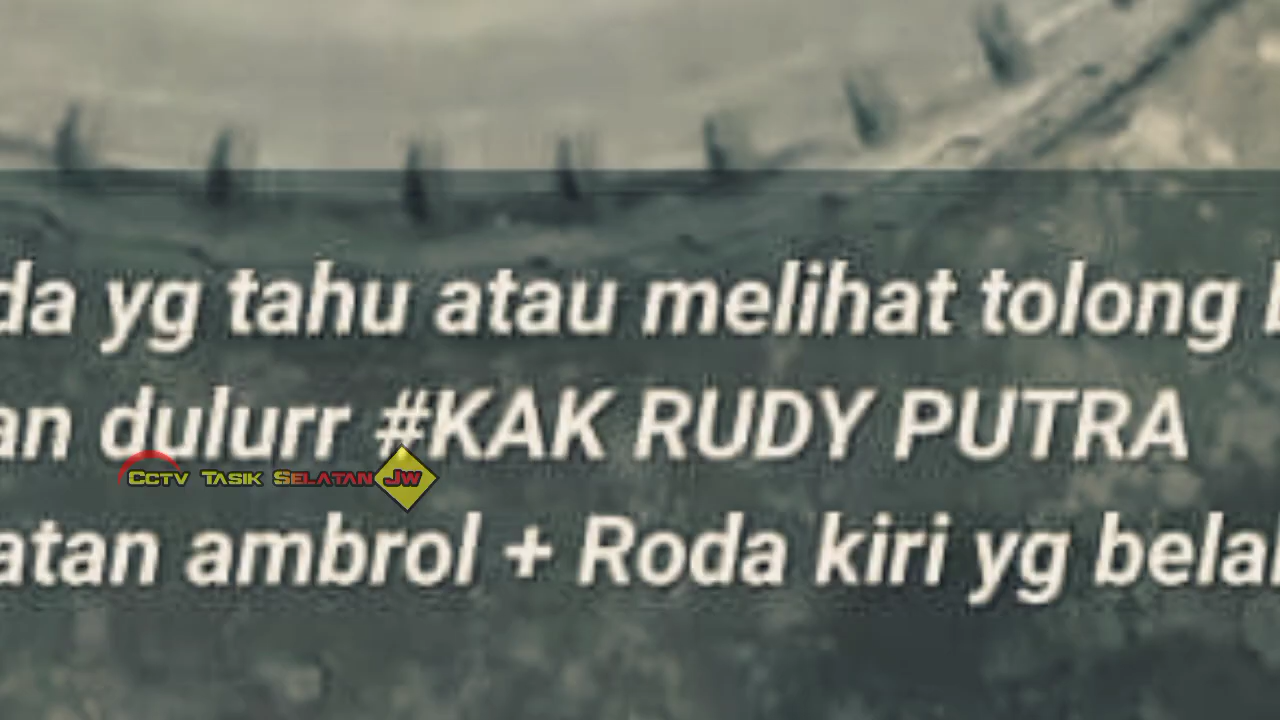 da yg tahu atau melihat tolong
an dulurr #KAK RUDY PUTRA
CCTV TASIK SELATAN JW
atan ambrol + Roda kiri yg bela